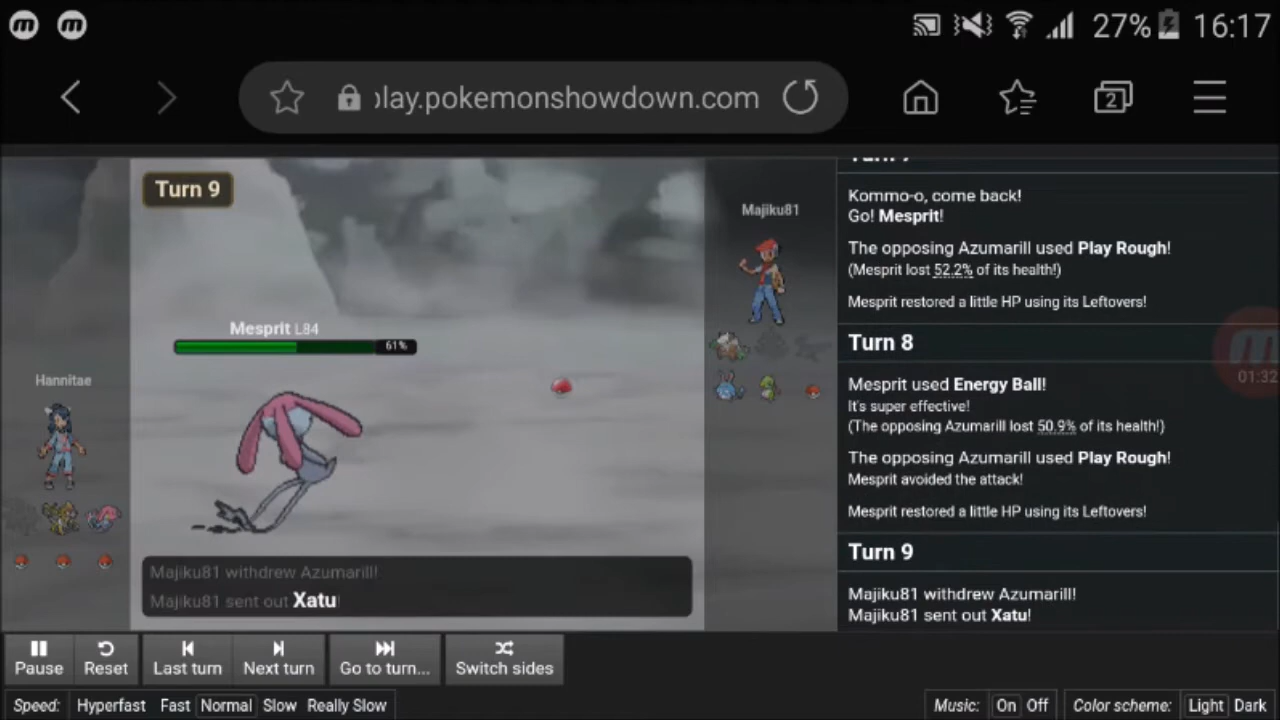 27% 16:17
play.pokemonshowdown.com
2
Turn 9
Majiku81
Mesprit L84
61%
Hannitae
Majiku81 withdrew Azumarill!
Majiku81 sent out Xatu!
Kommo-o, come back!
Go! Mesprit!
The opposing Azumarill used Play Rough!
(Mesprit lost 52.2% of its health!)
Mesprit restored a little HP using its Leftovers!
Turn 8
Mesprit used Energy Ball!
It's super effective!
(The opposing Azumarill lost 50.9% of its health!)
The opposing Azumarill used Play Rough!
Mesprit avoided the attack!
Mesprit restored a little HP using its Leftovers!
Turn 9
Majiku81 withdrew Azumarill!
Majiku81 sent out Xatu!
01:32
Pause Reset Last turn Next turn Go to turn... Switch sides
Speed: Hyperfast Fast Normal Slow Really Slow Music: On Off Color scheme: Light Dark